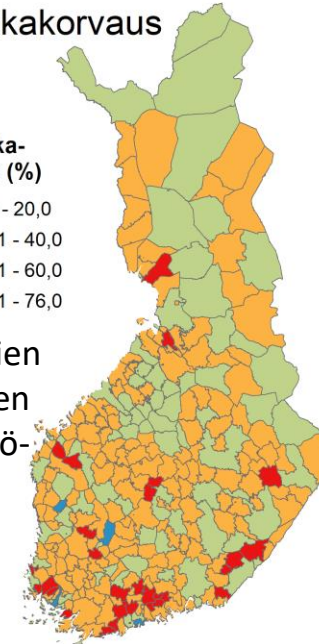 kakorvaus
ka-
(%)
- 20,0
1 - 40,0
1 - 60,0
1 - 76,0
ien
en
ö-